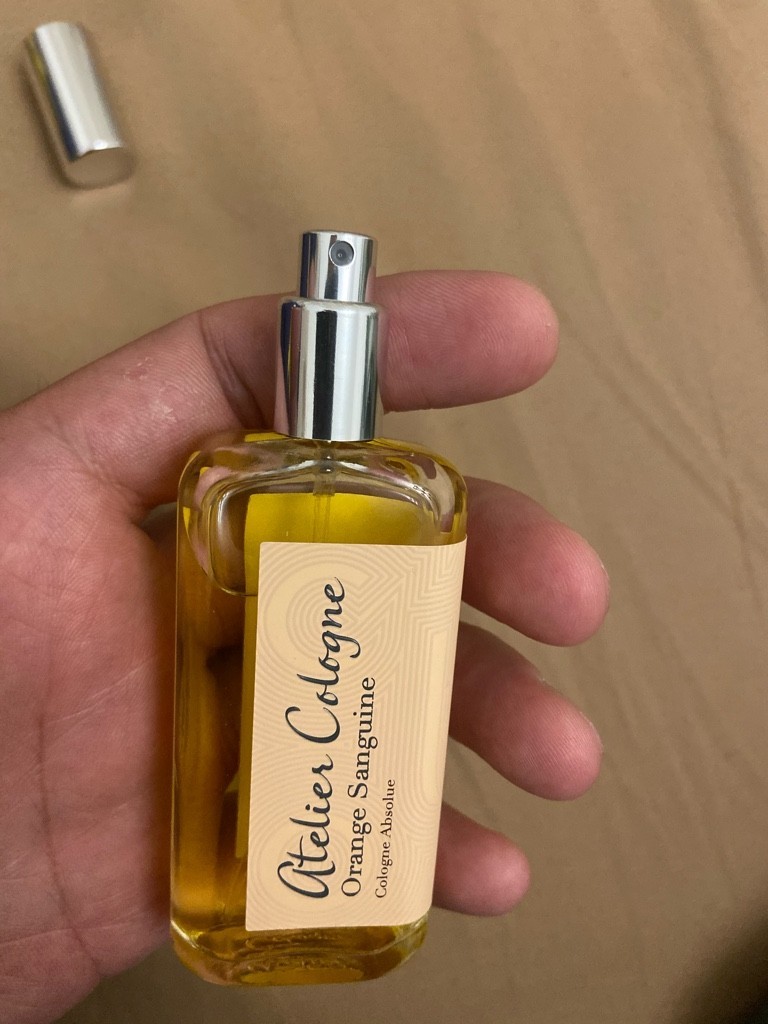 Atelier Cologne
Orange Sanguine
Cologne Absolue